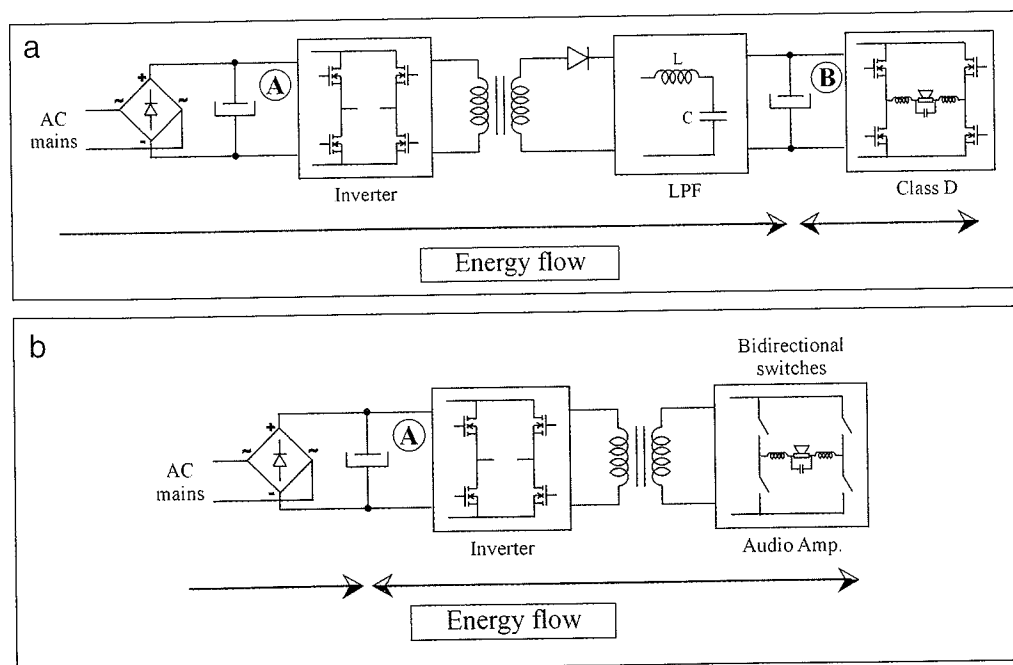 a
+
A
~
~
AC
mains
-
Inverter
L
C
LPF
B
Class D
Energy flow
b
Bidirectional
switches
+
A
~
~
AC
mains
-
Inverter
Audio Amp.
Energy flow